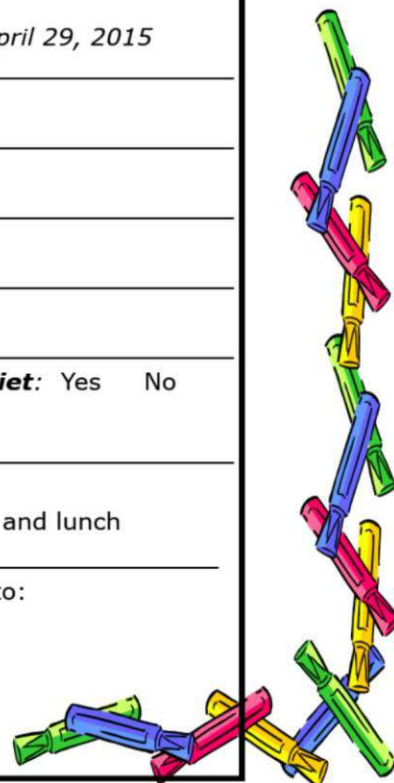 pril 29, 2015
iet: Yes No
and lunch
to: